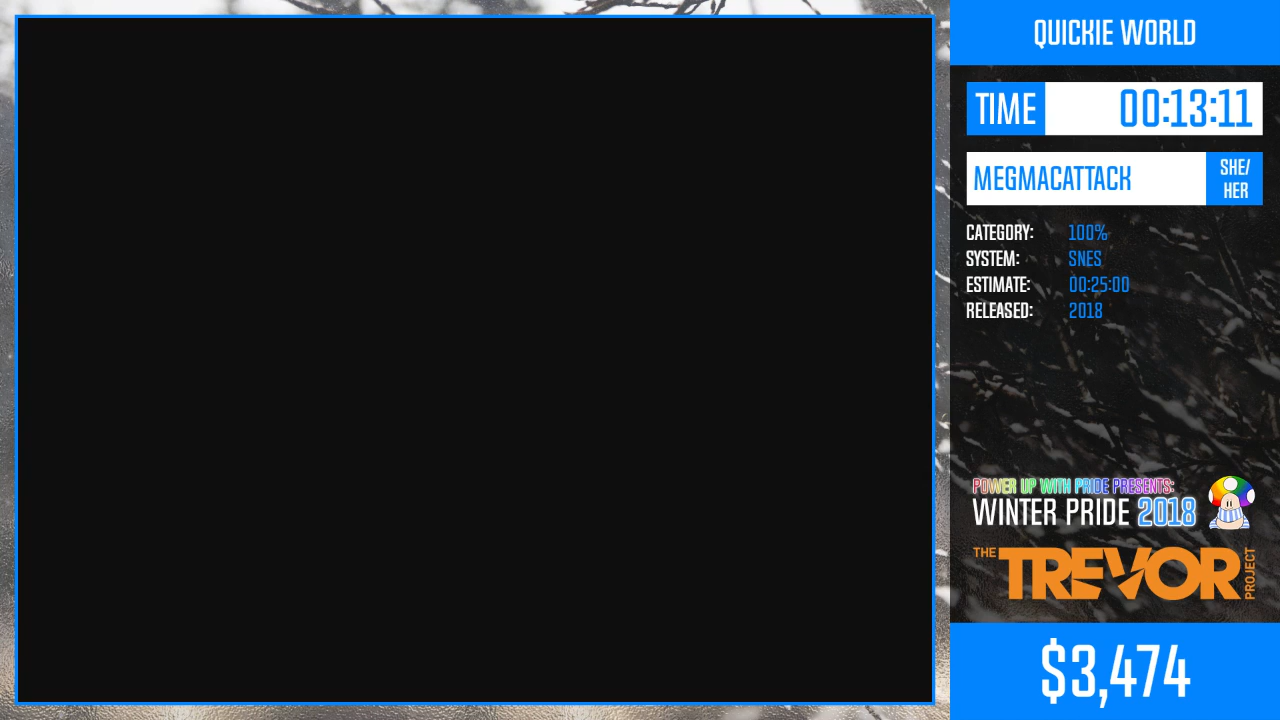 QUICKIE WORLD
TIME 00:13:11
MEGMACATTACK
SHE/
HER
CATEGORY: 100%
SYSTEM: SNES
ESTIMATE: 00:25:00
RELEASED: 2018
POWER UP WITH PRIDE PRESENTS:
WINTER PRIDE 2018
THE TREVOR PROJECT
$3,474